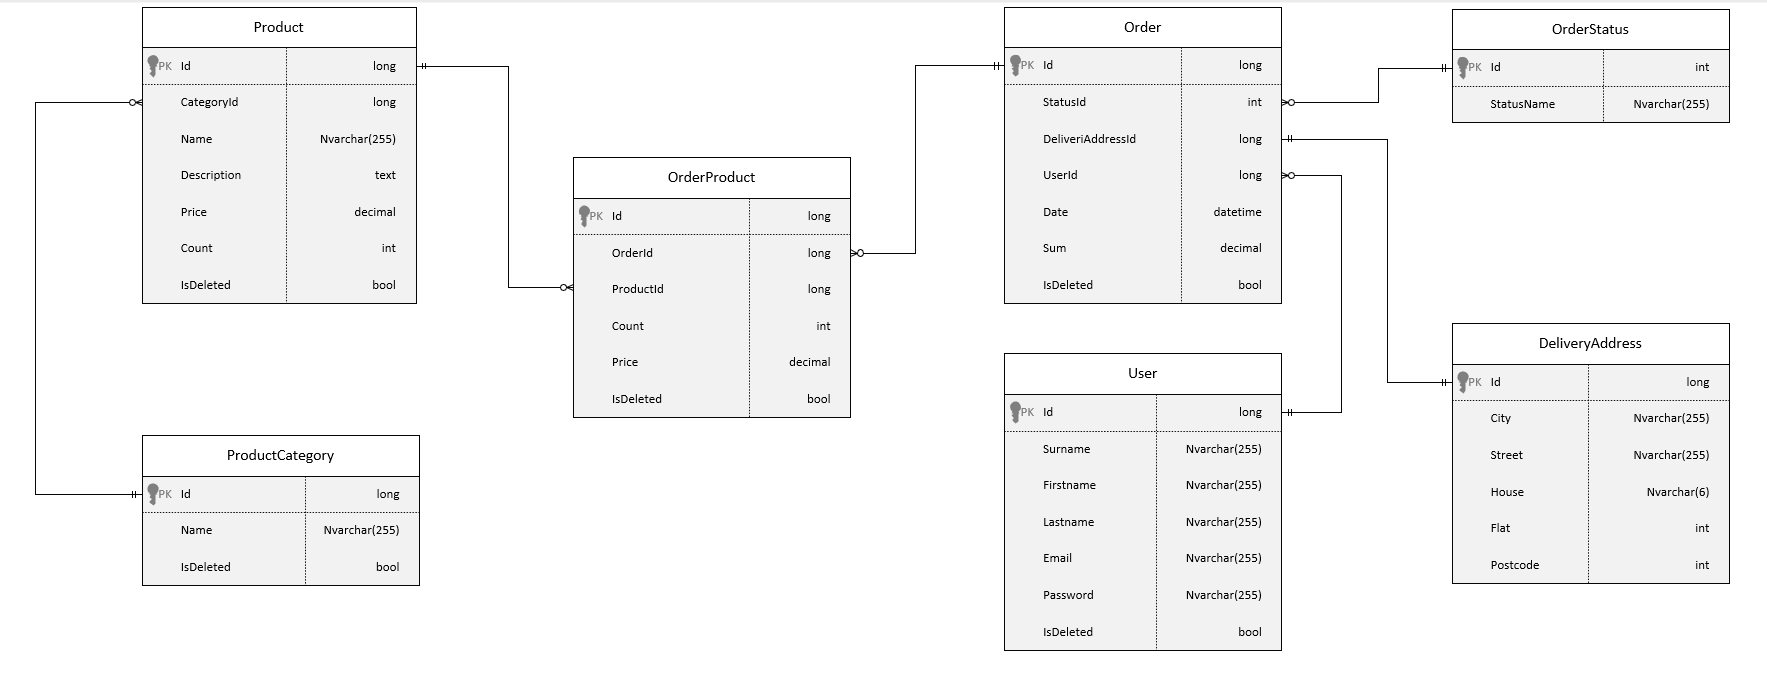 Product
PK Id long
CategoryId long
Name Nvarchar(255)
Description text
Price decimal
Count int
IsDeleted bool
ProductCategory
PK Id long
Name Nvarchar(255)
IsDeleted bool
OrderProduct
PK Id long
OrderId long
ProductId long
Count int
Price decimal
IsDeleted bool
Order
PK Id long
StatusId int
DeliveriAddressId long
UserId long
Date datetime
Sum decimal
IsDeleted bool
User
PK Id long
Surname Nvarchar(255)
Firstname Nvarchar(255)
Lastname Nvarchar(255)
Email Nvarchar(255)
Password Nvarchar(255)
IsDeleted bool
OrderStatus
PK Id int
StatusName Nvarchar(255)
DeliveryAddress
PK Id long
City Nvarchar(255)
Street Nvarchar(255)
House Nvarchar(6)
Flat int
Postcode int